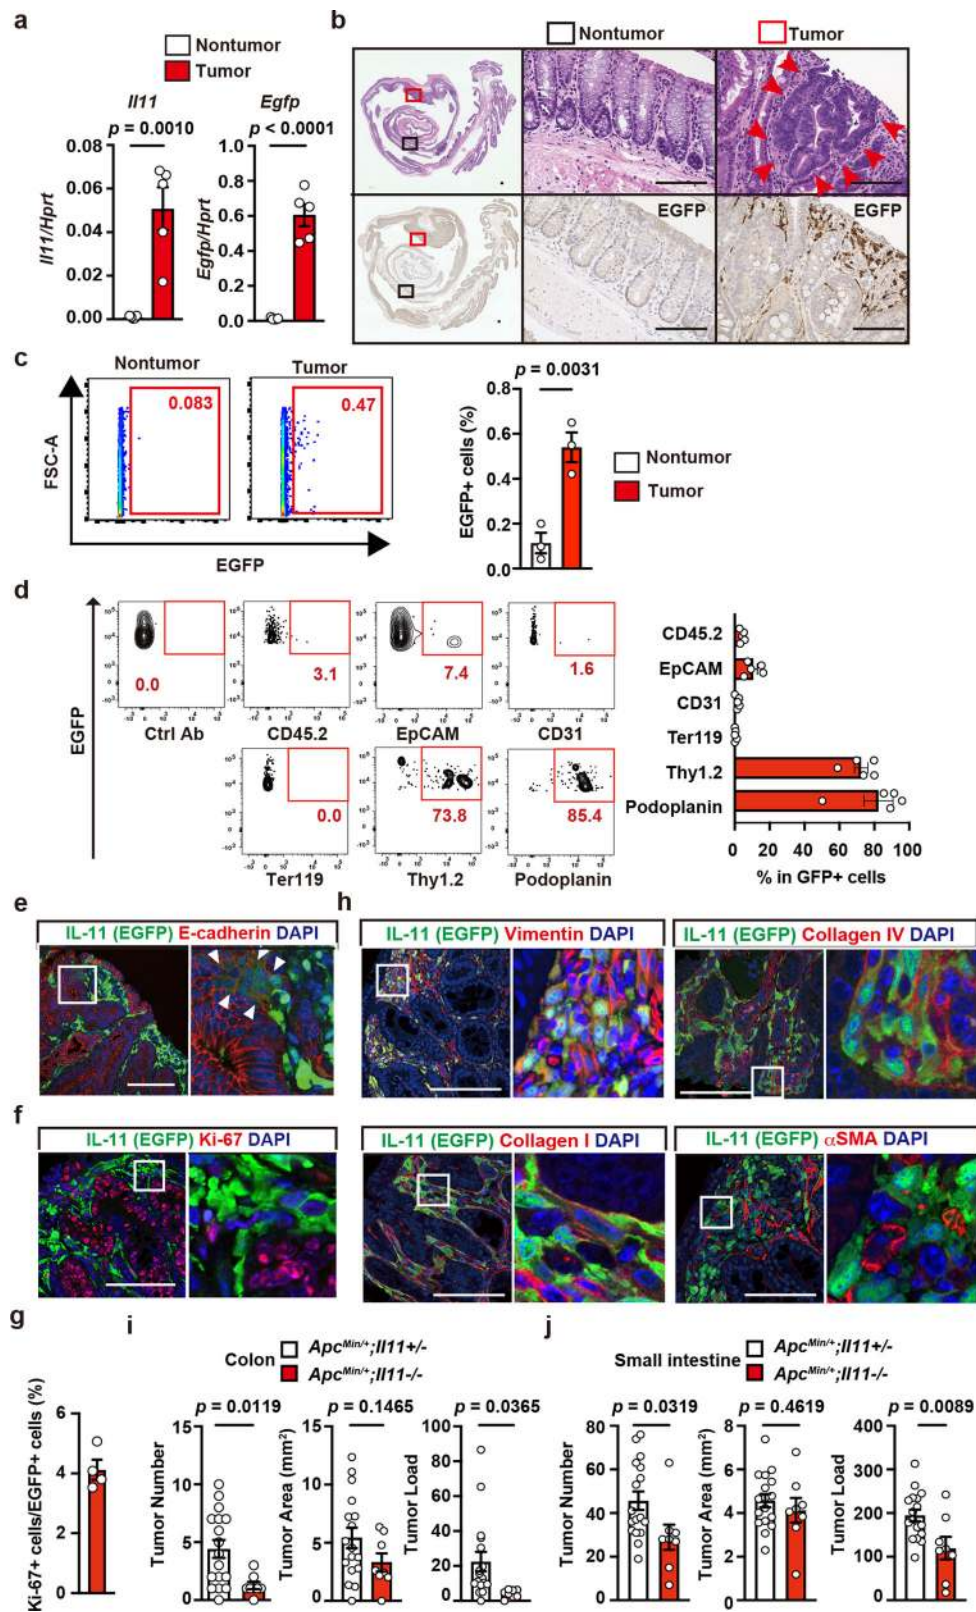 a
Nontumor
Tumor
Il11
Egfp
p = 0.0010
p < 0.0001
Il11/Hprt
0.08
0.06
0.04
0.02
0.00
Egfp/Hprt
1.0
0.8
0.6
0.4
0.2
0.0
b
Nontumor
Tumor
EGFP
EGFP
c
Nontumor
Tumor
0.083
0.47
FSC-A
EGFP
p = 0.0031
EGFP+ cells (%)
0.8
0.6
0.4
0.2
0.0
Nontumor
Tumor
d
EGFP
0.0
3.1
7.4
1.6
Ctrl Ab
CD45.2
EpCAM
CD31
0.0
73.8
85.4
Ter119
Thy1.2
Podoplanin
CD45.2
EpCAM
CD31
Ter119
Thy1.2
Podoplanin
0 20 40 60 80 100
% in GFP+ cells
e
IL-11 (EGFP) E-cadherin DAPI
h
IL-11 (EGFP) Vimentin DAPI
IL-11 (EGFP) Collagen IV DAPI
f
IL-11 (EGFP) Ki-67 DAPI
IL-11 (EGFP) Collagen I DAPI
IL-11 (EGFP) αSMA DAPI
g
Ki-67+ cells/EGFP+ cells (%)
6
4
2
0
i
Colon
Apc^Min/+;Il11+/-
Apc^Min/+;Il11-/-
p = 0.0119
p = 0.1465
p = 0.0365
Tumor Number
15
10
5
0
Tumor Area (mm²)
15
10
5
0
Tumor Load
100
80
60
40
20
0
j
Small intestine
Apc^Min/+;Il11+/-
Apc^Min/+;Il11-/-
p = 0.0319
p = 0.4619
p = 0.0089
Tumor Number
80
60
40
20
0
Tumor Area (mm²)
8
6
4
2
0
Tumor Load
400
300
200
100
0